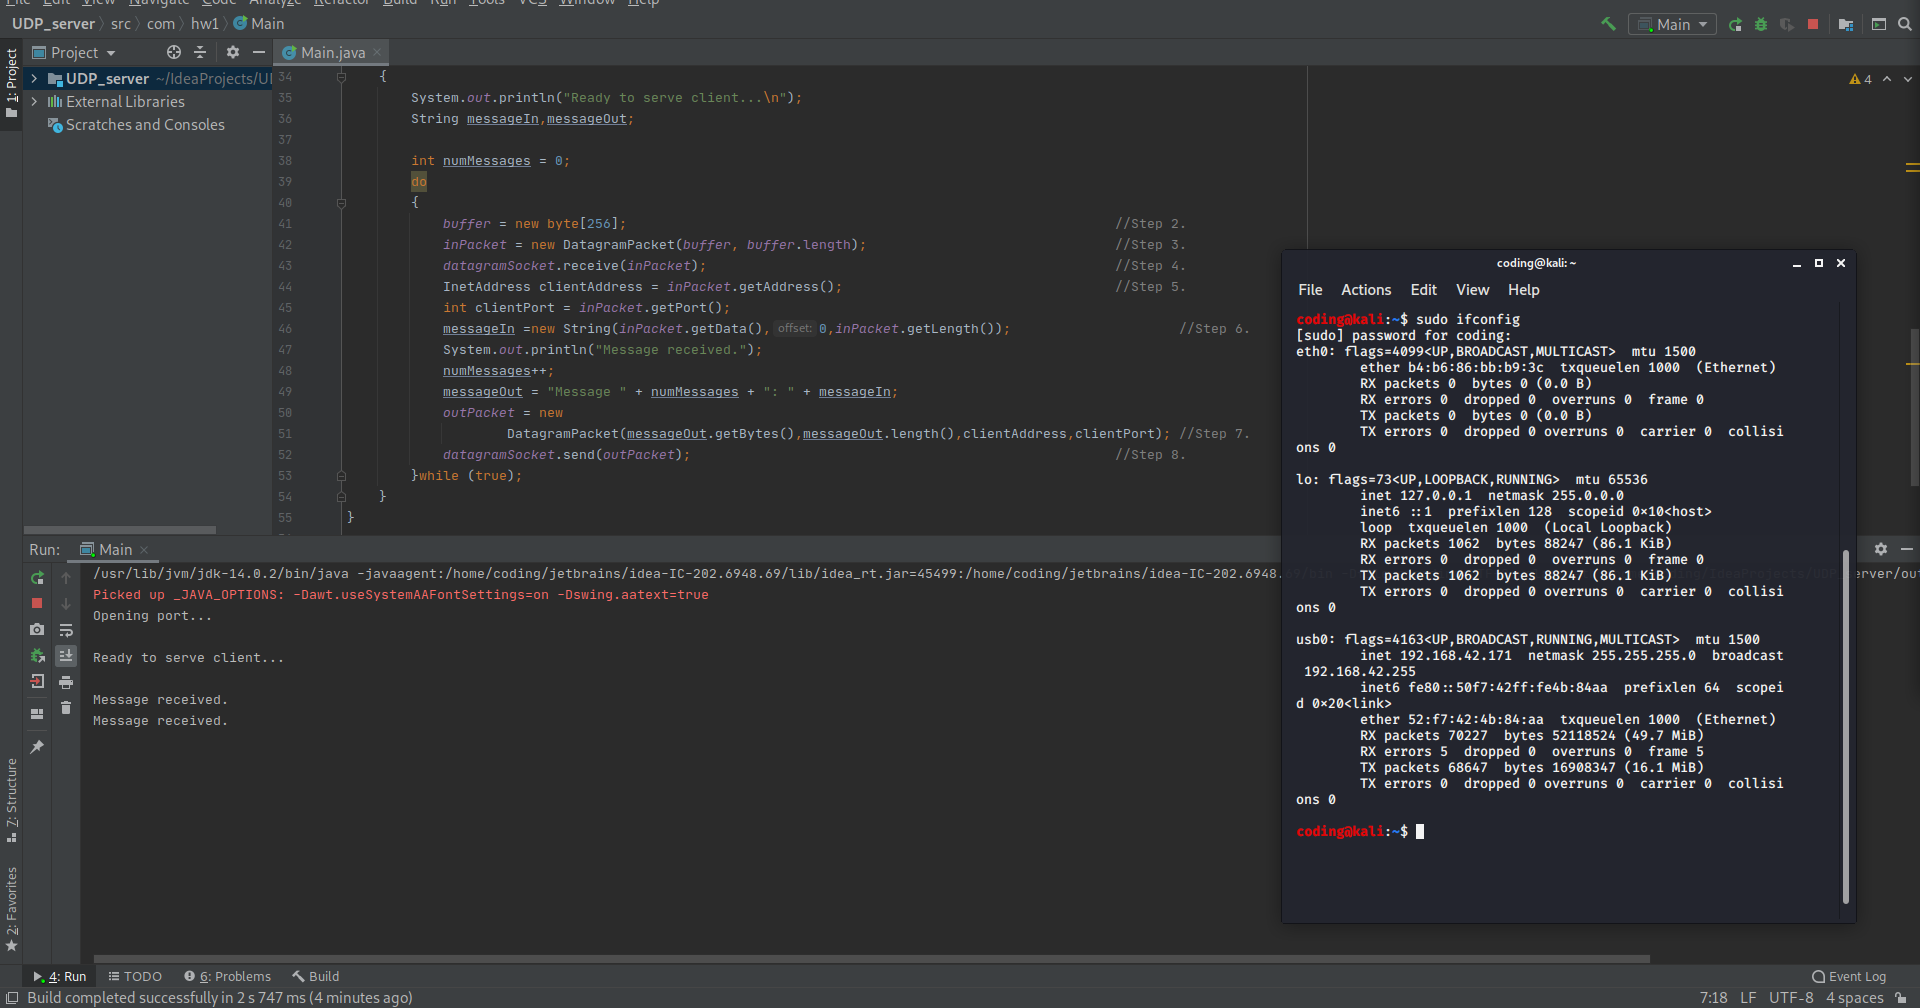 File Edit View Navigate Code Analyze Refactor Build Run Tools VCS Window Help
UDP_server src com hw1 Main
Main
Project
Main.java
1: Project
UDP_server ~/IdeaProjects/U
External Libraries
Scratches and Consoles
4
34 {
35 System.out.println("Ready to serve client...\n");
36 String messageIn,messageOut;
37
38 int numMessages = 0;
39 do
40 {
41 buffer = new byte[256]; //Step 2.
42 inPacket = new DatagramPacket(buffer, buffer.length); //Step 3.
43 datagramSocket.receive(inPacket); //Step 4.
44 InetAddress clientAddress = inPacket.getAddress(); //Step 5.
45 int clientPort = inPacket.getPort();
46 messageIn =new String(inPacket.getData(), offset: 0,inPacket.getLength()); //Step 6.
47 System.out.println("Message received.");
48 numMessages++;
49 messageOut = "Message " + numMessages + ": " + messageIn;
50 outPacket = new
51 DatagramPacket(messageOut.getBytes(),messageOut.length(),clientAddress,clientPort); //Step 7.
52 datagramSocket.send(outPacket); //Step 8.
53 }while (true);
54 }
55 }
Run: Main
/usr/lib/jvm/jdk-14.0.2/bin/java -javaagent:/home/coding/jetbrains/idea-IC-202.6948.69/lib/idea_rt.jar=45499:/home/coding/jetbrains/idea-IC-202.6948.
erver/out
Picked up _JAVA_OPTIONS: -Dawt.useSystemAAFontSettings=on -Dswing.aatext=true
Opening port...
Ready to serve client...
Message received.
Message received.
7: Structure
2: Favorites
coding@kali: ~
File Actions Edit View Help
coding@kali:~$ sudo ifconfig
[sudo] password for coding:
eth0: flags=4099<UP,BROADCAST,MULTICAST> mtu 1500
ether b4:b6:86:bb:b9:3c txqueuelen 1000 (Ethernet)
RX packets 0 bytes 0 (0.0 B)
RX errors 0 dropped 0 overruns 0 frame 0
TX packets 0 bytes 0 (0.0 B)
TX errors 0 dropped 0 overruns 0 carrier 0 collisi
ons 0
lo: flags=73<UP,LOOPBACK,RUNNING> mtu 65536
inet 127.0.0.1 netmask 255.0.0.0
inet6 ::1 prefixlen 128 scopeid 0×10<host>
loop txqueuelen 1000 (Local Loopback)
RX packets 1062 bytes 88247 (86.1 KiB)
RX errors 0 dropped 0 overruns 0 frame 0
TX packets 1062 bytes 88247 (86.1 KiB)
TX errors 0 dropped 0 overruns 0 carrier 0 collisi
ons 0
usb0: flags=4163<UP,BROADCAST,RUNNING,MULTICAST> mtu 1500
inet 192.168.42.171 netmask 255.255.255.0 broadcast
192.168.42.255
inet6 fe80::50f7:42ff:fe4b:84aa prefixlen 64 scopei
d 0×20<link>
ether 52:f7:42:4b:84:aa txqueuelen 1000 (Ethernet)
RX packets 70227 bytes 52118524 (49.7 MiB)
RX errors 5 dropped 0 overruns 0 frame 5
TX packets 68647 bytes 16908347 (16.1 MiB)
TX errors 0 dropped 0 overruns 0 carrier 0 collisi
ons 0
coding@kali:~$
4: Run TODO 6: Problems Build Event Log
Build completed successfully in 2 s 747 ms (4 minutes ago) 7:18 LF UTF-8 4 spaces